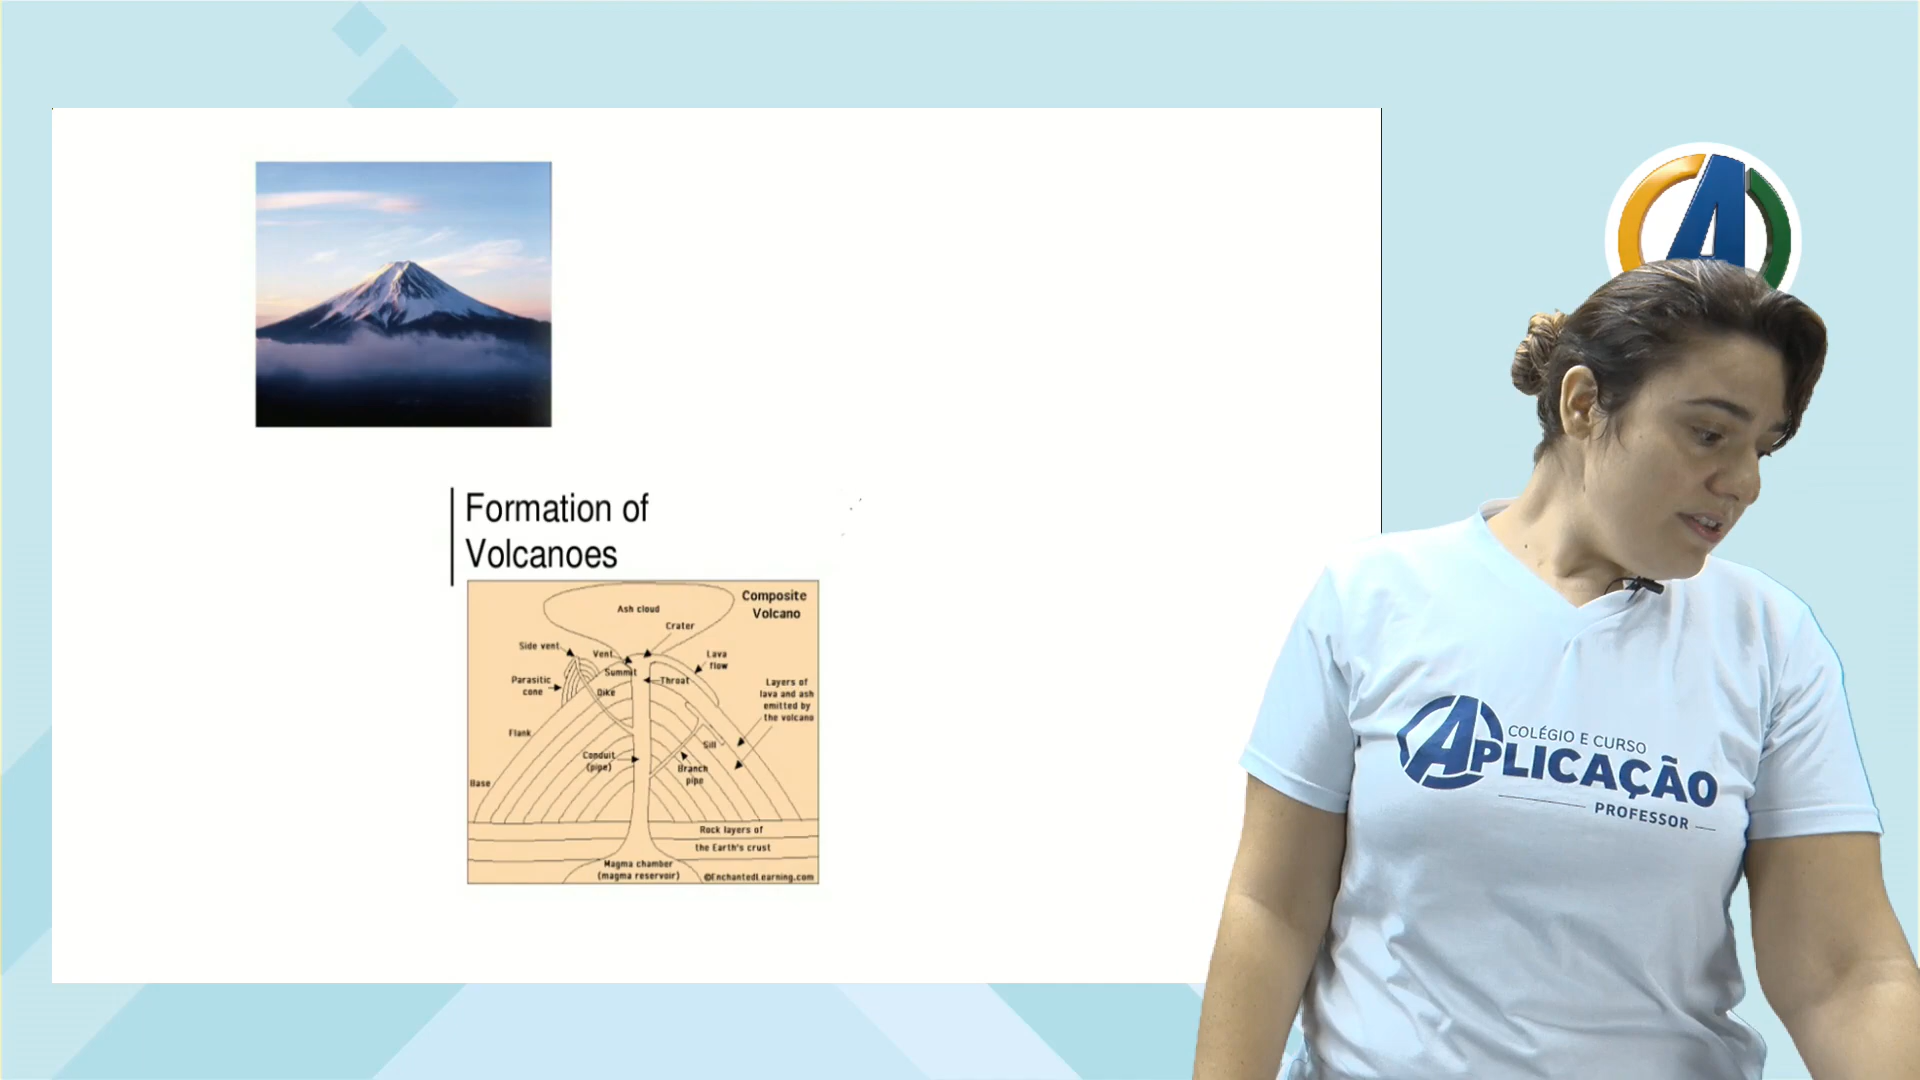 Formation of
Volcanoes
Composite
Volcano
Ash cloud
Crater
Side vent
Vent
Lava
flow
Summit
Throat
Parasitic
cone
Dike
Layers of
lava and ash
emitted by
the volcano
Flank
Sill
Conduit
(pipe)
Branch
pipe
Base
Rock layers of
the Earth's crust
Magma chamber
(magma reservoir)
©EnchantedLearning.com
COLÉGIO E CURSO
APLICAÇÃO
PROFESSOR